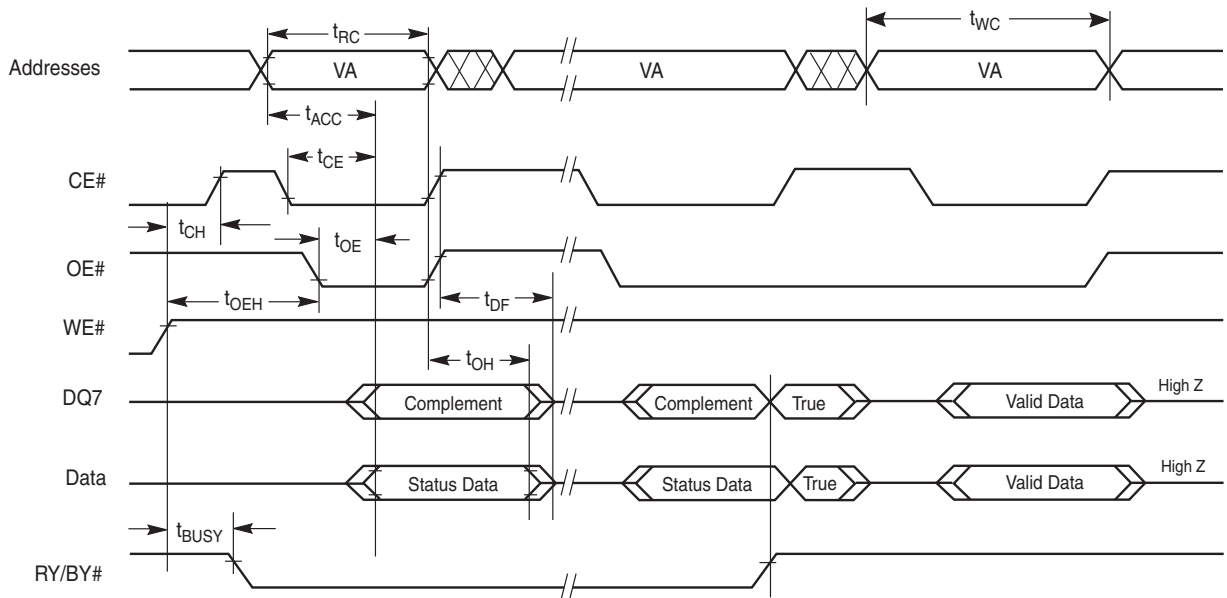 tRC
tWC
Addresses
VA
VA
VA
tACC
tCE
CE#
tCH
tOE
OE#
tOEH
tDF
WE#
tOH
DQ7
Complement
Complement
True
Valid Data
High Z
Data
Status Data
Status Data
True
Valid Data
High Z
tBUSY
RY/BY#